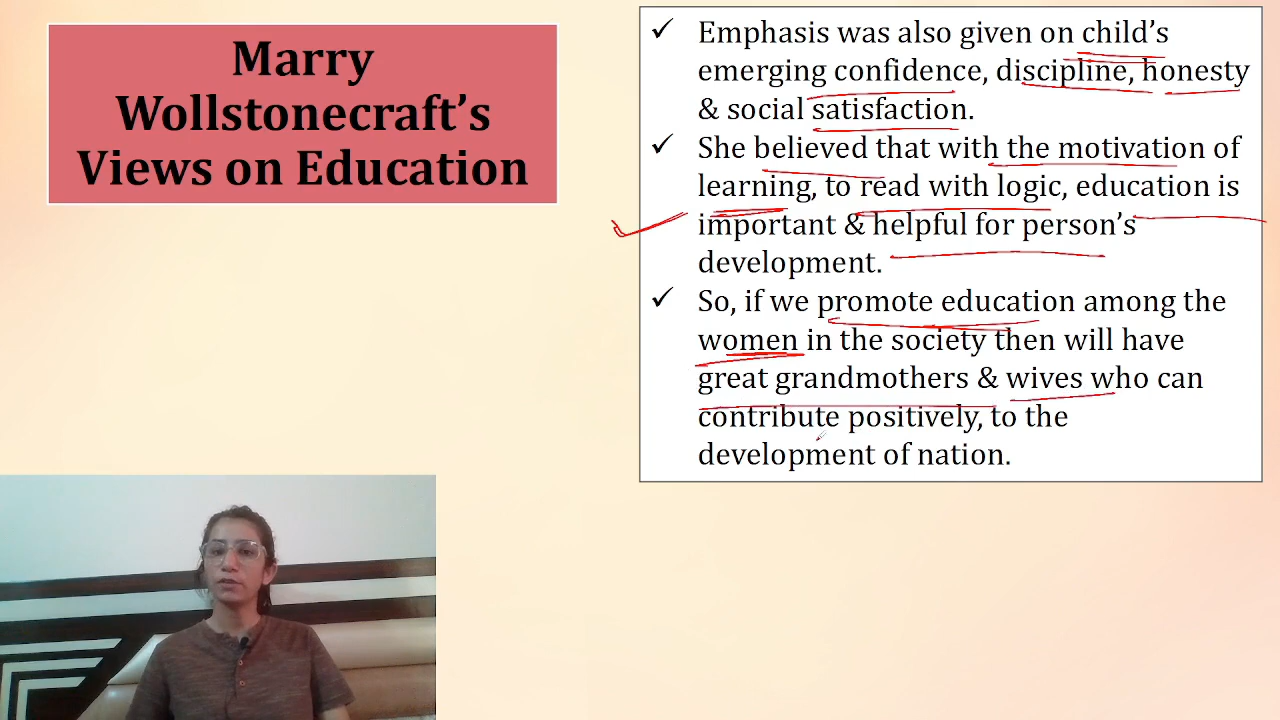 Marry
Wollstonecraft's
Views on Education
✓ Emphasis was also given on child's
emerging confidence, discipline, honesty
& social satisfaction.
✓ She believed that with the motivation of
learning, to read with logic, education is
important & helpful for person's
development.
✓ So, if we promote education among the
women in the society then will have
great grandmothers & wives who can
contribute positively, to the
development of nation.